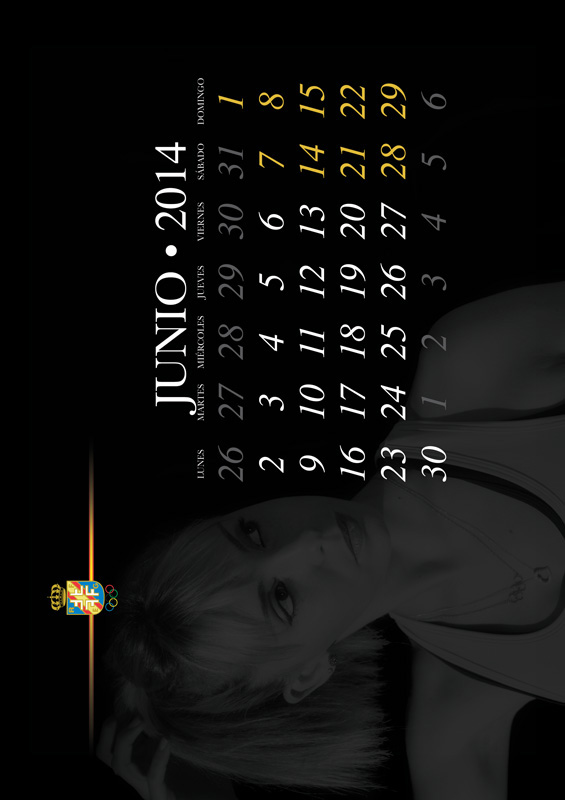 JUNIO • 2014
LUNES MARTES MIÉRCOLES JUEVES VIERNES SÁBADO DOMINGO
26 27 28 29 30 31 1
2 3 4 5 6 7 8
9 10 11 12 13 14 15
16 17 18 19 20 21 22
23 24 25 26 27 28 29
30 1 2 3 4 5 6